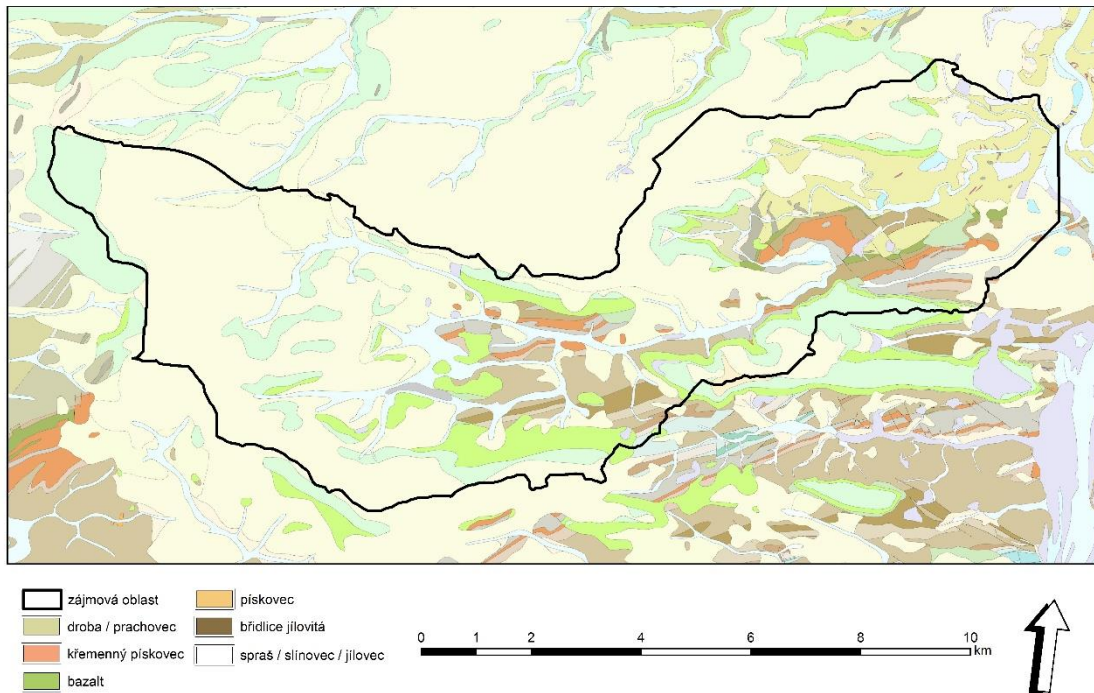 zájmová oblast
droba / prachovec
křemenný pískovec
bazalt
pískovec
břidlice jílovitá
spraš / slínovec / jílovec
0 1 2 4 6 8 10
km